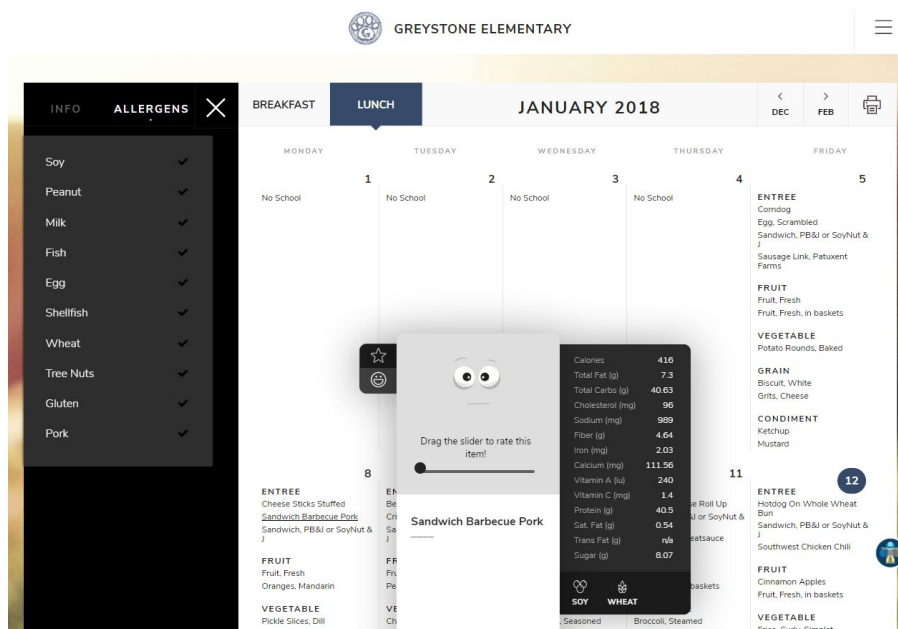 GREYSTONE ELEMENTARY
INFO
ALLERGENS
Soy
Peanut
Milk
Fish
Egg
Shellfish
Wheat
Tree Nuts
Gluten
Pork
BREAKFAST
LUNCH
JANUARY 2018
DEC
FEB
MONDAY
TUESDAY
WEDNESDAY
THURSDAY
FRIDAY
1
No School
2
No School
3
No School
4
No School
5
ENTREE
Corndog
Egg, Scrambled
Sandwich, PB&J or SoyNut &
J
Sausage Link, Patuxent
Farms
FRUIT
Fruit, Fresh
Fruit, Fresh, in baskets
VEGETABLE
Potato Rounds, Baked
GRAIN
Biscuit, White
Grits, Cheese
CONDIMENT
Ketchup
Mustard
Drag the slider to rate this
item!
Sandwich Barbecue Pork
Calories 416
Total Fat (g) 7.3
Total Carbs (g) 40.63
Cholesterol (mg) 96
Sodium (mg) 989
Fiber (g) 4.64
Iron (mg) 2.03
Calcium (mg) 111.56
Vitamin A (iu) 240
Vitamin C (mg) 1.4
Protein (g) 40.5
Sat. Fat (g) 0.54
Trans Fat (g) n/a
Sugar (g) 8.07
SOY
WHEAT
8
ENTREE
Cheese Sticks Stuffed
Sandwich Barbecue Pork
Sandwich, PB&J or SoyNut &
J
FRUIT
Fruit, Fresh
Oranges, Mandarin
VEGETABLE
Pickle Slices, Dill
Seasoned
11
Roll Up
or SoyNut &
baskets
Broccoli, Steamed
12
ENTREE
Hotdog On Whole Wheat
Bun
Sandwich, PB&J or SoyNut &
J
Southwest Chicken Chili
FRUIT
Cinnamon Apples
Fruit, Fresh, in baskets
VEGETABLE